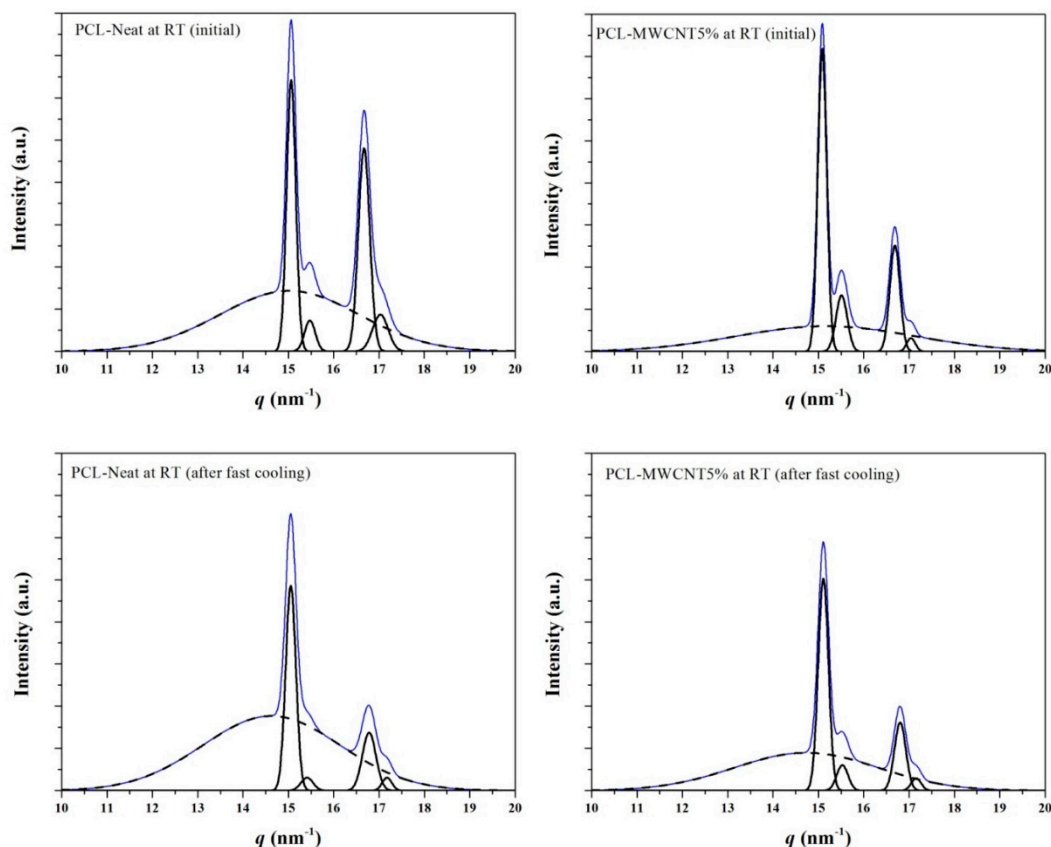 PCL-Neat at RT (initial)
Intensity (a.u.)
10 11 12 13 14 15 16 17 18 19 20
q (nm-1)
PCL-MWCNT5% at RT (initial)
Intensity (a.u.)
10 11 12 13 14 15 16 17 18 19 20
q (nm-1)
PCL-Neat at RT (after fast cooling)
Intensity (a.u.)
10 11 12 13 14 15 16 17 18 19 20
q (nm-1)
PCL-MWCNT5% at RT (after fast cooling)
Intensity (a.u.)
10 11 12 13 14 15 16 17 18 19 20
q (nm-1)